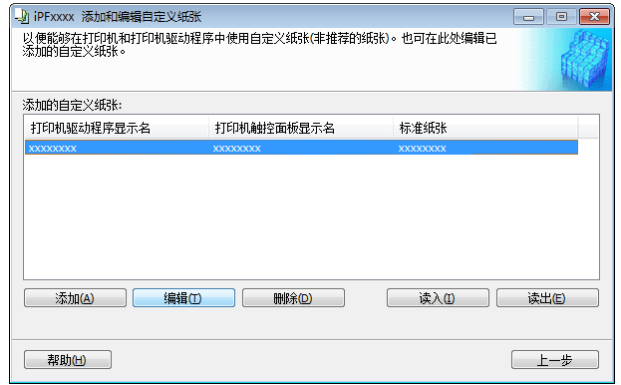 iPFxxxx 添加和编辑自定义纸张
以便能够在打印机和打印机驱动程序中使用自定义纸张(非推荐的纸张)。也可在此处编辑已
添加的自定义纸张。
添加的自定义纸张:
打印机驱动程序显示名 打印机触控面板显示名 标准纸张
xxxxxxxx xxxxxxxx xxxxxxxx
添加(A) 编辑(T) 删除(D) 读入(I) 读出(E)
帮助(H) 上一步